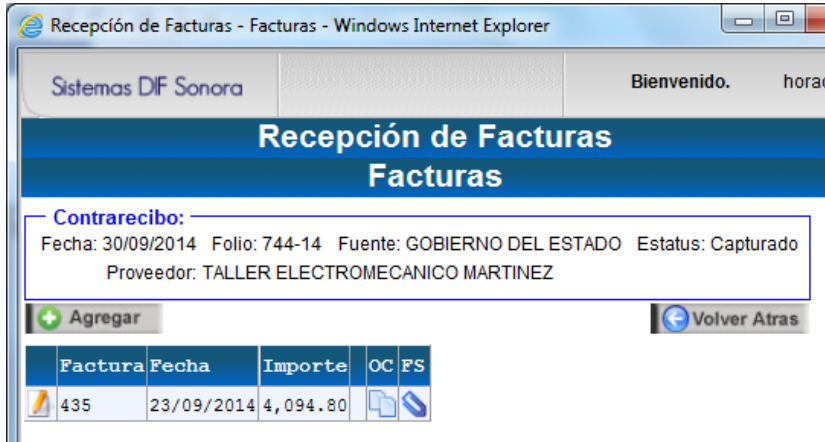 Recepción de Facturas - Facturas - Windows Internet Explorer
Sistemas DIF Sonora Bienvenido.
Recepción de Facturas
Facturas
Contrarecibo:
Fecha: 30/09/2014 Folio: 744-14 Fuente: GOBIERNO DEL ESTADO Estatus: Capturado
Proveedor: TALLER ELECTROMECANICO MARTINEZ
Agregar Volver Atras
Factura Fecha Importe OC FS
435 23/09/2014 4,094.80